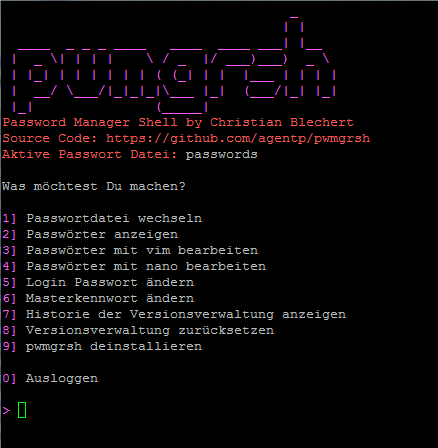 pwmgrsh
Password Manager Shell by Christian Blechert
Source Code: https://github.com/agentp/pwmgrsh
Aktive Passwort Datei: passwords
Was möchtest Du machen?
1] Passwortdatei wechseln
2] Passwörter anzeigen
3] Passwörter mit vim bearbeiten
4] Passwörter mit nano bearbeiten
5] Login Passwort ändern
6] Masterkennwort ändern
7] Historie der Versionsverwaltung anzeigen
8] Versionsverwaltung zurücksetzen
9] pwmgrsh deinstallieren
0] Ausloggen
>